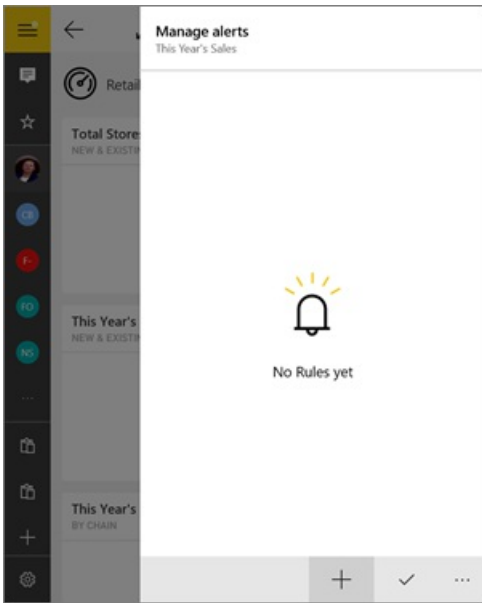 Manage alerts
This Year's Sales
Retail
Total Stores
NEW & EXISTIN
CB
F-
FO
NS
...
This Year's
NEW & EXISTIN
This Year's
BY CHAIN
No Rules yet
...